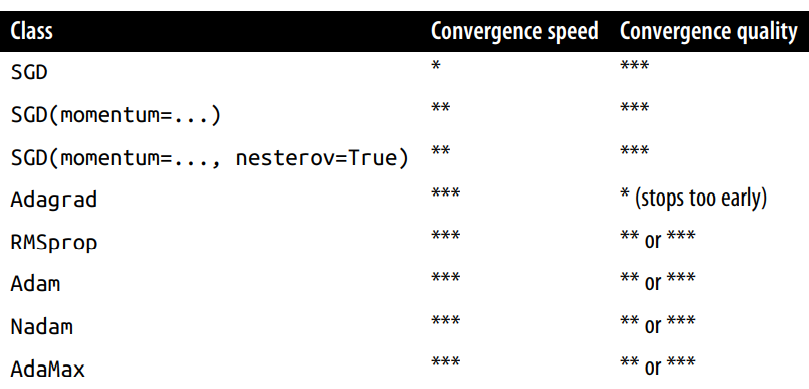 Class Convergence speed Convergence quality
SGD * ***
SGD(momentum=...) ** ***
SGD(momentum=..., nesterov=True) ** ***
Adagrad *** * (stops too early)
RMSprop *** ** or ***
Adam *** ** or ***
Nadam *** ** or ***
AdaMax *** ** or ***